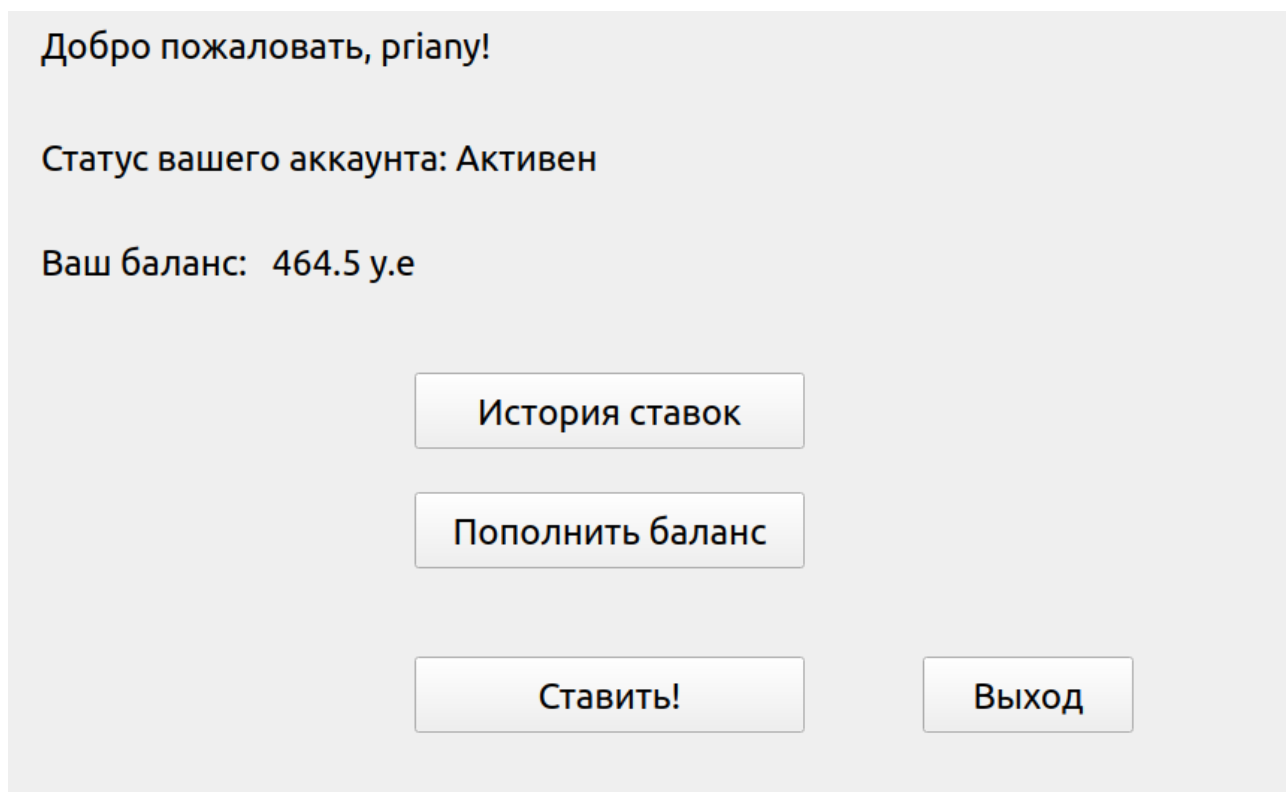 Добро пожаловать, priany!
Статус вашего аккаунта: Активен
Ваш баланс: 464.5 у.е
История ставок
Пополнить баланс
Ставить! Выход